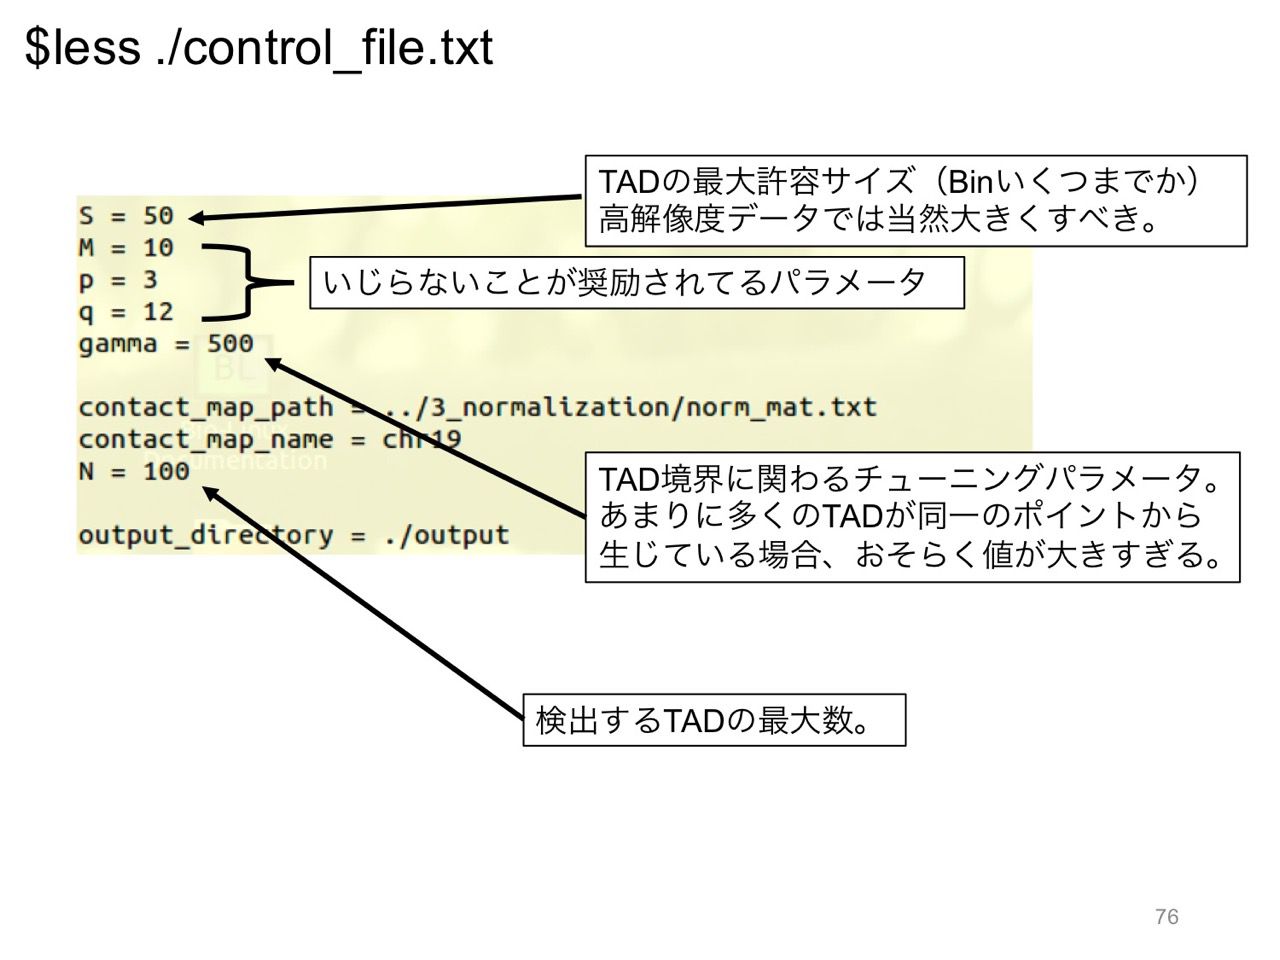 $less ./control_file.txt
TADの最大許容サイズ（Binいくつまでか）
高解像度データでは当然大きくすべき。
S = 50
M = 10
p = 3
q = 12
いじらないことが奨励されてるパラメータ
gamma = 500
BL
contact_map_path = ../3_normalization/norm_mat.txt
contact_map_name = chr19
Documentation
N = 100
TAD境界に関わるチューニングパラメータ。
あまりに多くのTADが同一のポイントから
生じている場合、おそらく値が大きすぎる。
output_directory = ./output
検出するTADの最大数。
76